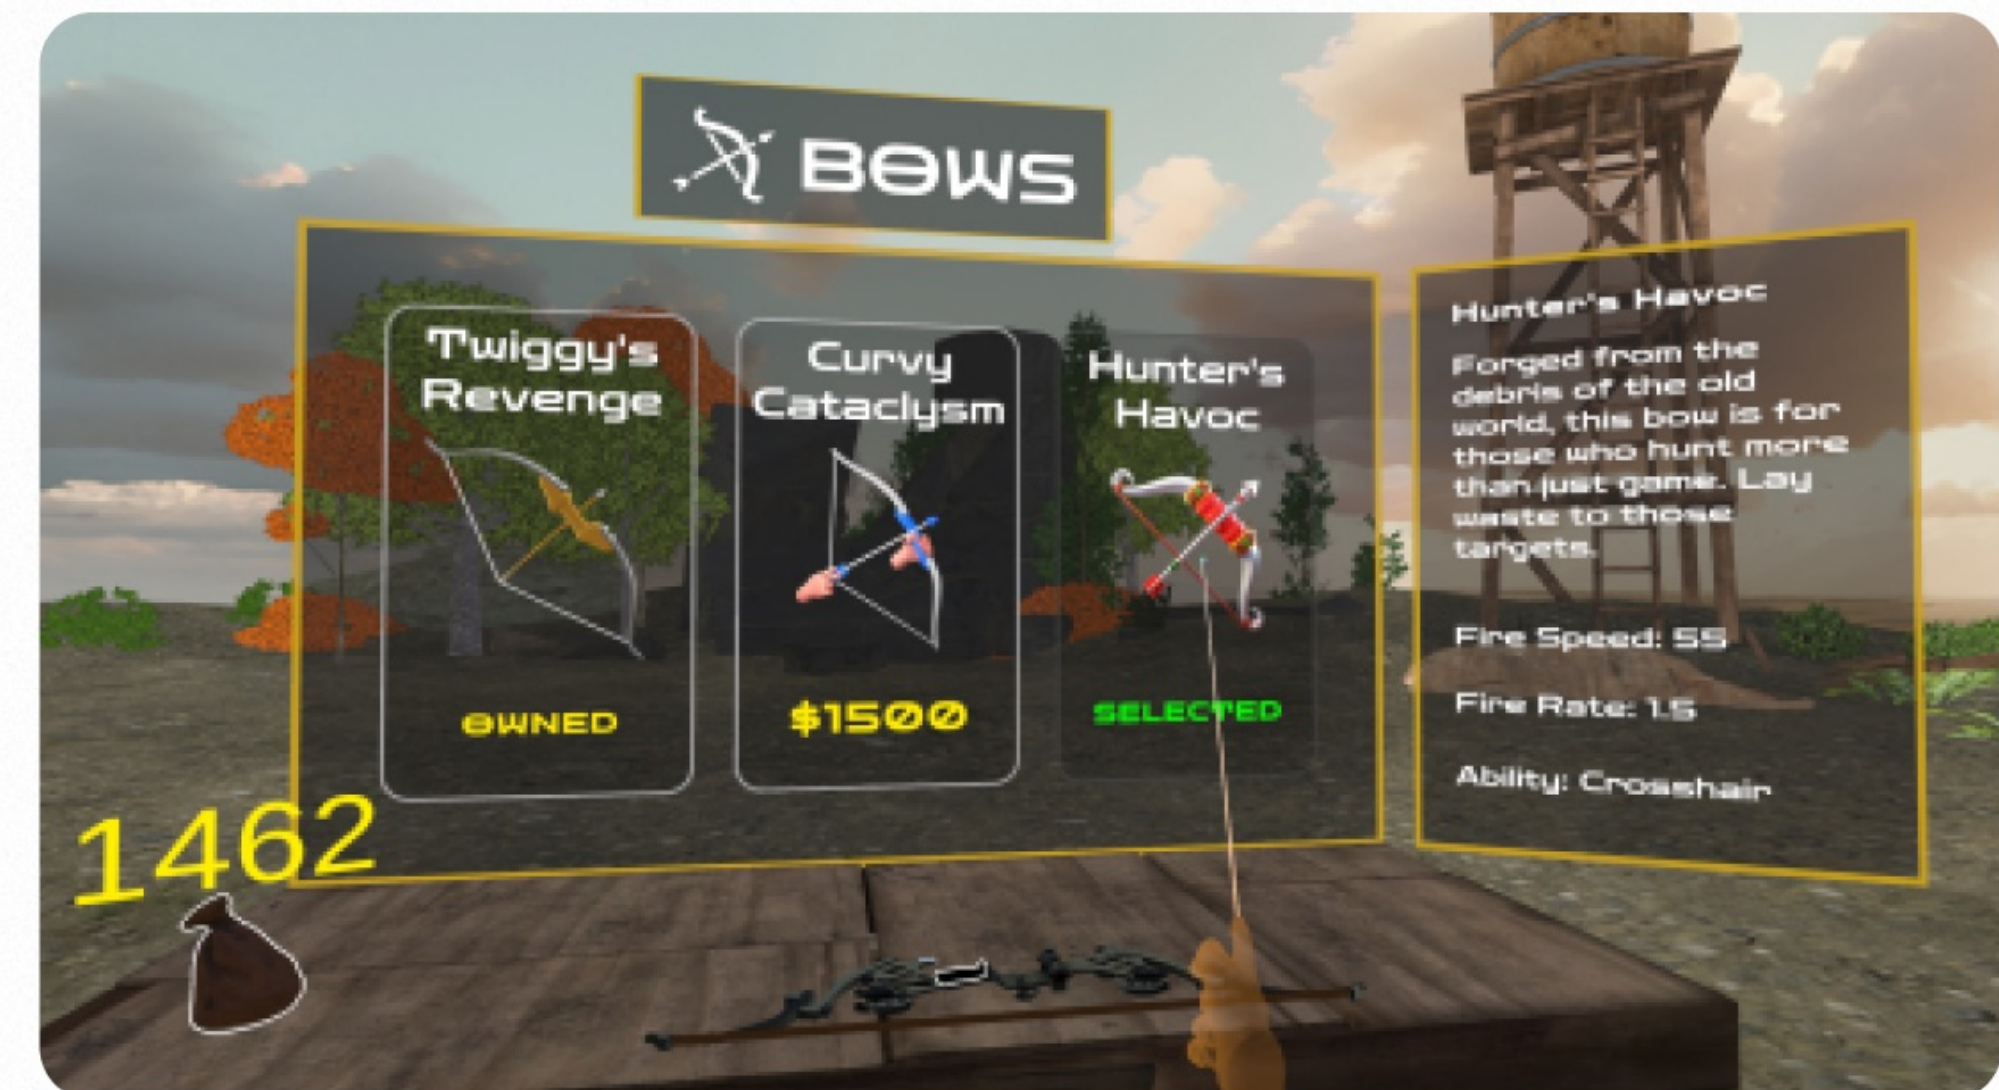 BOWS
Twiggy's
Revenge
OWNED
Curvy
Cataclysm
$1500
Hunter's
Havoc
SELECTED
Hunter's Havoc
Forged from the
debris of the old
world, this bow is for
those who hunt more
than just game. Lay
waste to those
targets.
Fire Speed: 55
Fire Rate: 1.5
Ability: Crosshair
1462